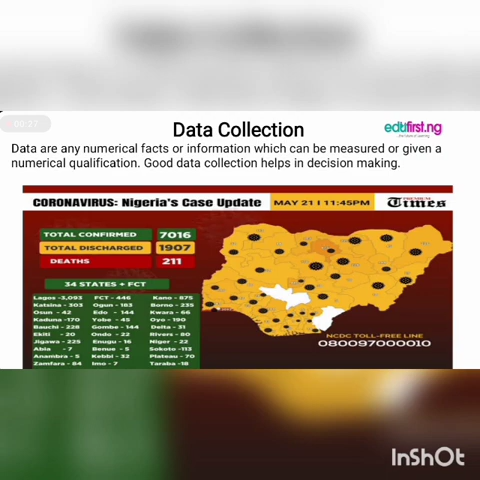 00:27
Data Collection
edufirst.ng
Data are any numerical facts or information which can be measured or given a
numerical qualification. Good data collection helps in decision making.
CORONAVIRUS: Nigeria's Case Update
MAY 21 I 11:45PM
PREMIUM
Times
TOTAL CONFIRMED 7016
TOTAL DISCHARGED 1907
DEATHS 211
34 STATES + FCT
Lagos -3,093 FCT - 446 Kano - 875
Katsina - 303 Ogun - 183 Borno - 235
Osun - 42 Edo - 144 Kwara - 66
Kaduna -170 Yobe - 45 Oyo - 190
Bauchi - 228 Gombe - 144 Delta - 31
Ekiti - 20 Ondo - 22 Rivers - 80
Jigawa - 225 Enugu - 16 Niger - 22
Abia - 7 Benue - 5 Sokoto -113
Anambra - 5 Kebbi - 32 Plateau - 70
Zamfara - 84 Imo - 7 Taraba -18
NCDC TOLL-FREE LINE
080097000010
InShOt